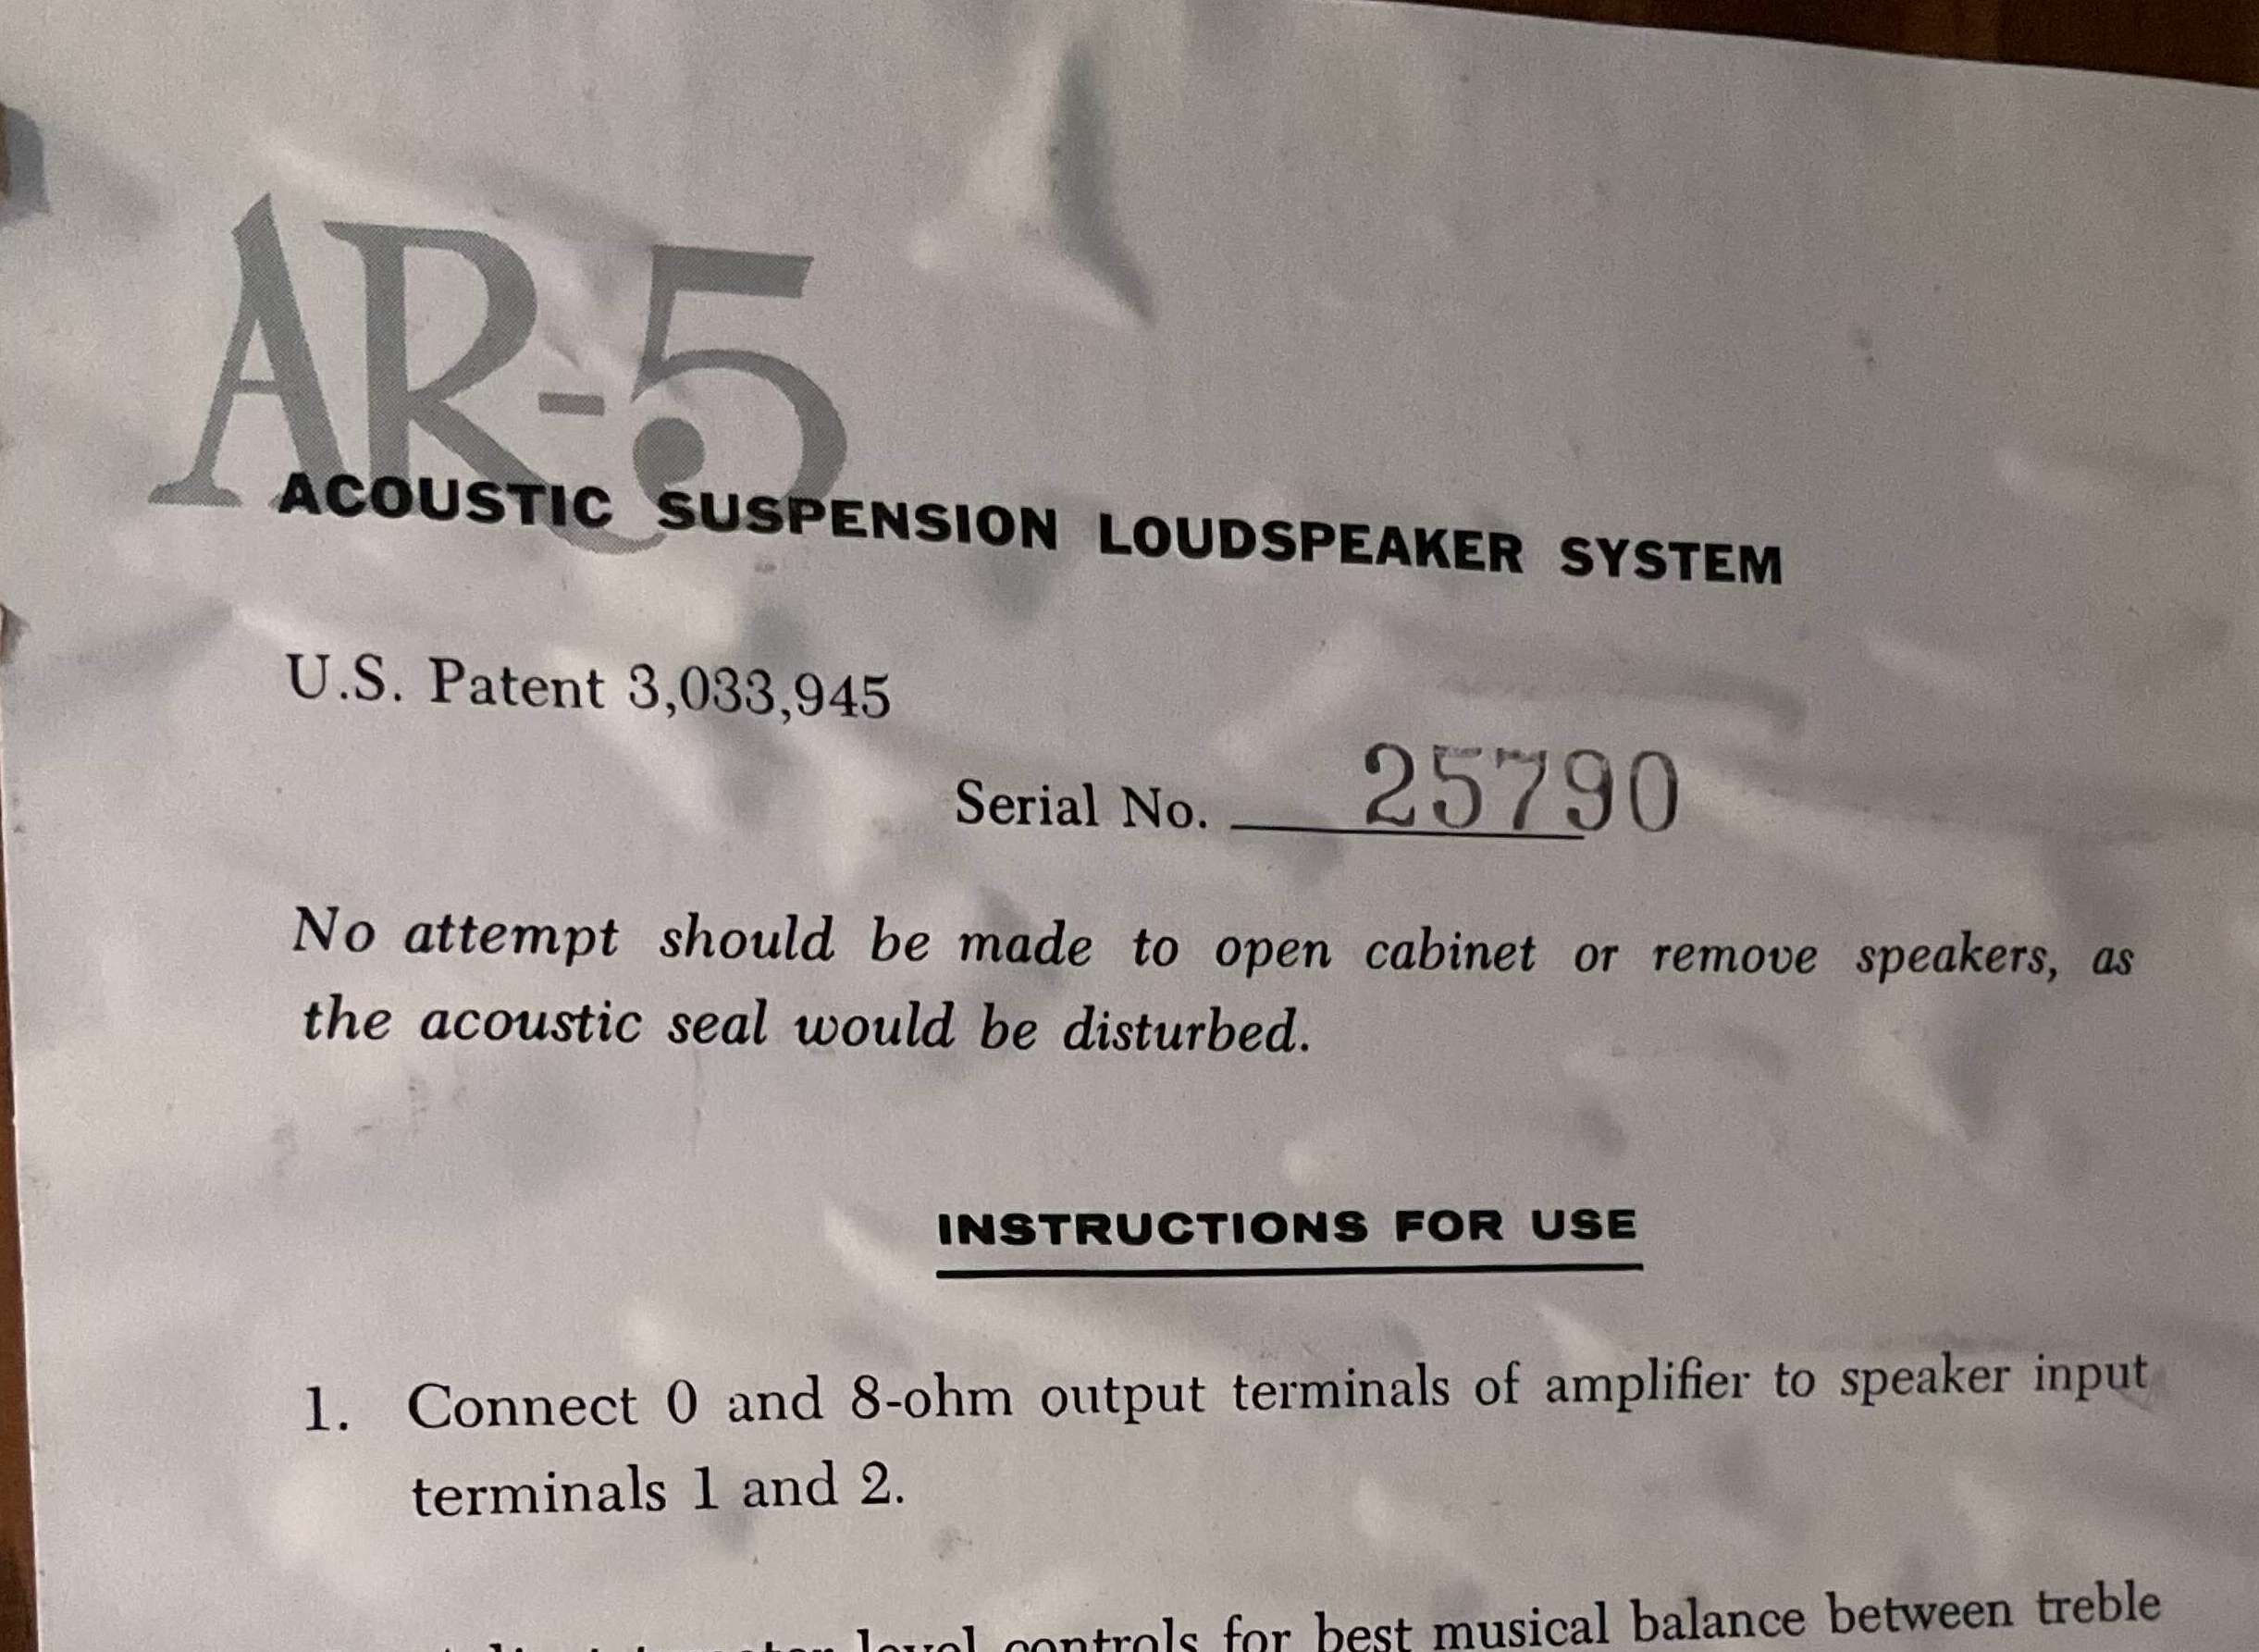 AR-5
ACOUSTIC SUSPENSION LOUDSPEAKER SYSTEM
U.S. Patent 3,033,945
Serial No. 25790
No attempt should be made to open cabinet or remove speakers, as
the acoustic seal would be disturbed.
INSTRUCTIONS FOR USE
1. Connect 0 and 8-ohm output terminals of amplifier to speaker input
terminals 1 and 2.
level controls for best musical balance between treble